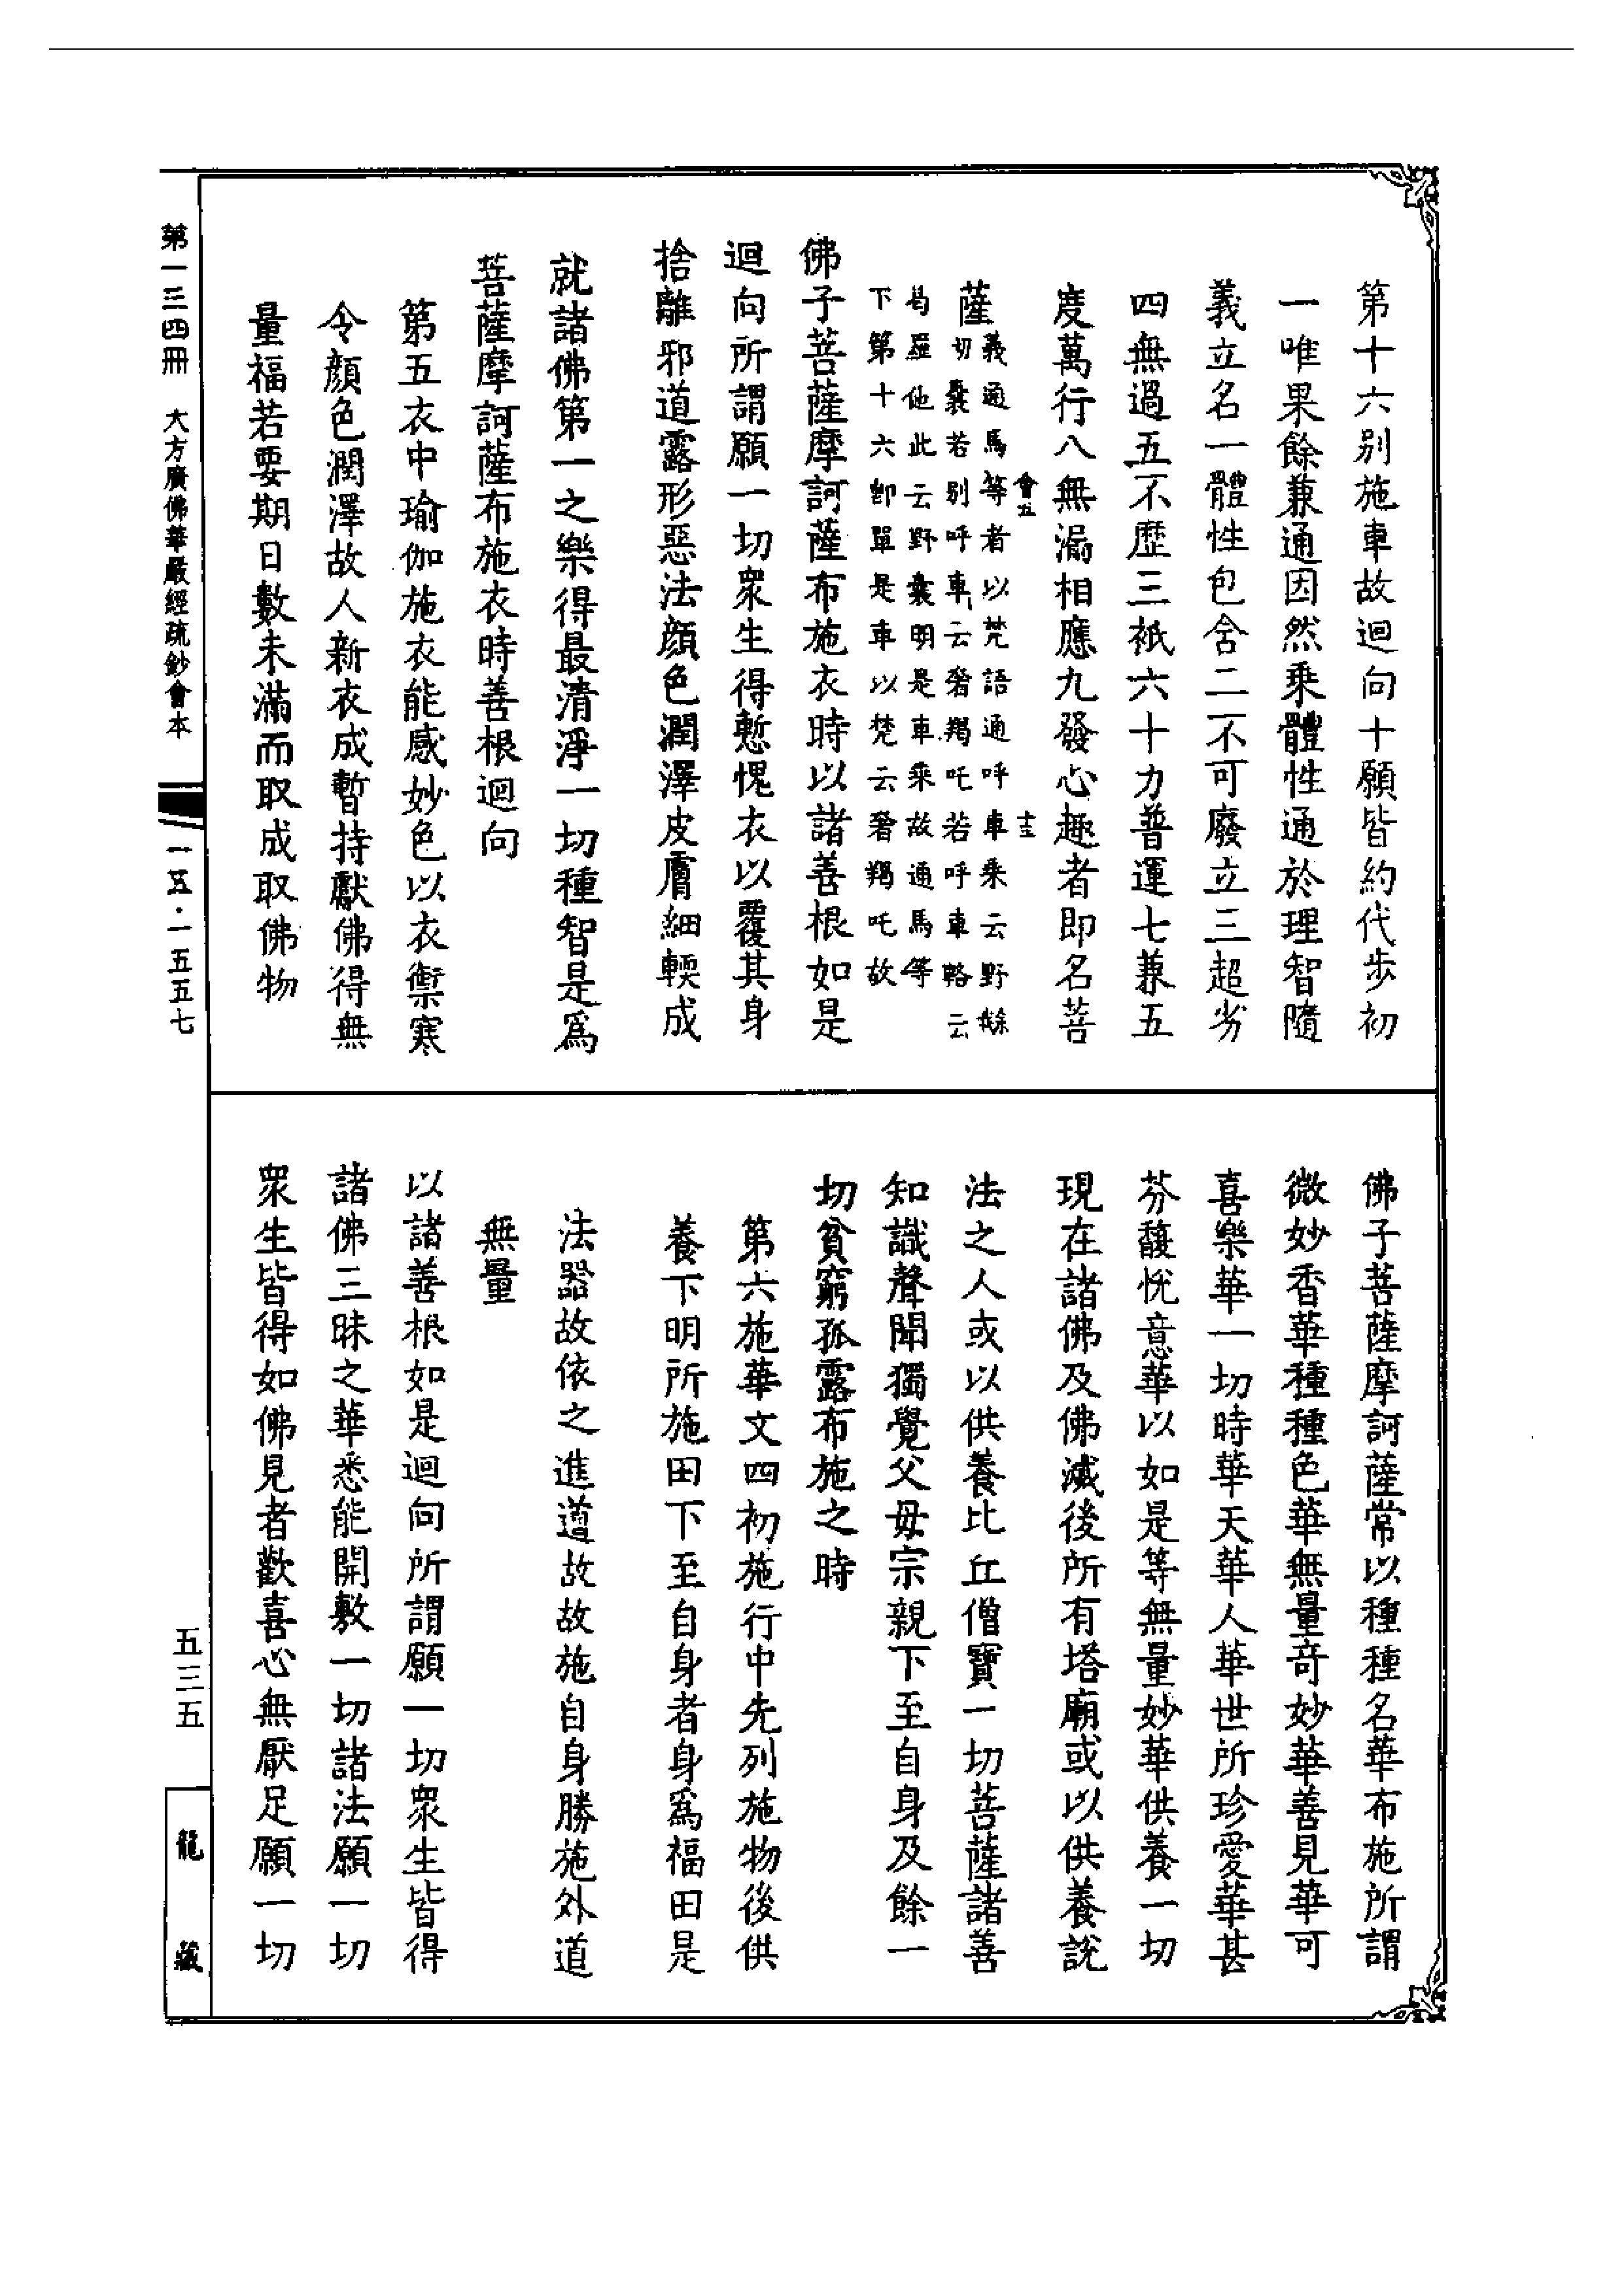 第十六别施車故迴向十願皆約代步初
一唯果餘兼通因然乘體性通於理智隨
義立名一體性包含二不可廢立三超劣
四無過五不歷三祇六十力普運七兼五
度萬行八無漏相應九發心趣者即名菩
會五
薩義通馬等者以梵語通呼車乘云野
切曩若別呼車云奢羯吒若呼車輅云
曷羅他此云野曩明是車乘故通馬等
下第十六卽單是車以梵云奢羯吒故
佛子菩薩摩訶薩布施衣時以諸善根如是
迴向所謂願一切衆生得慙愧衣以覆其身
捨離邪道露形惡法顏色潤澤皮膚細輭成
就諸佛第一之樂得最清淨一切種智是爲
菩薩摩訶薩布施衣時善根迴向
第五衣中瑜伽施衣能感妙色以衣禦寒
令顏色潤澤故人新衣成暫持獻佛得無
量福若要期日數未滿而取成取佛物
佛子菩薩摩訶薩常以種種名華布施所謂
微妙香華種種色華無量奇妙華善見華可
喜樂華一切時華天華人華世所珍愛華甚
芬馥悅意華以如是等無量妙華供養一切
現在諸佛及佛滅後所有塔廟或以供養說
法之人或以供養比丘僧寶一切菩薩諸善
知識聲聞獨覺父母宗親下至自身及餘一
切貧窮孤露布施之時
第六施華文四初施行中先列施物後供
養下明所施田下至自身者身爲福田是
法器故依之進道故故施自身勝施外道
無量
以諸善根如是迴向所謂願一切衆生皆得
諸佛三昧之華悉能開敷一切諸法願一切
衆生皆得如佛見者歡喜心無厭足願一切
第一三四冊 大方廣佛華嚴經疏鈔會本
一五·一五五七
五三五
龍藏